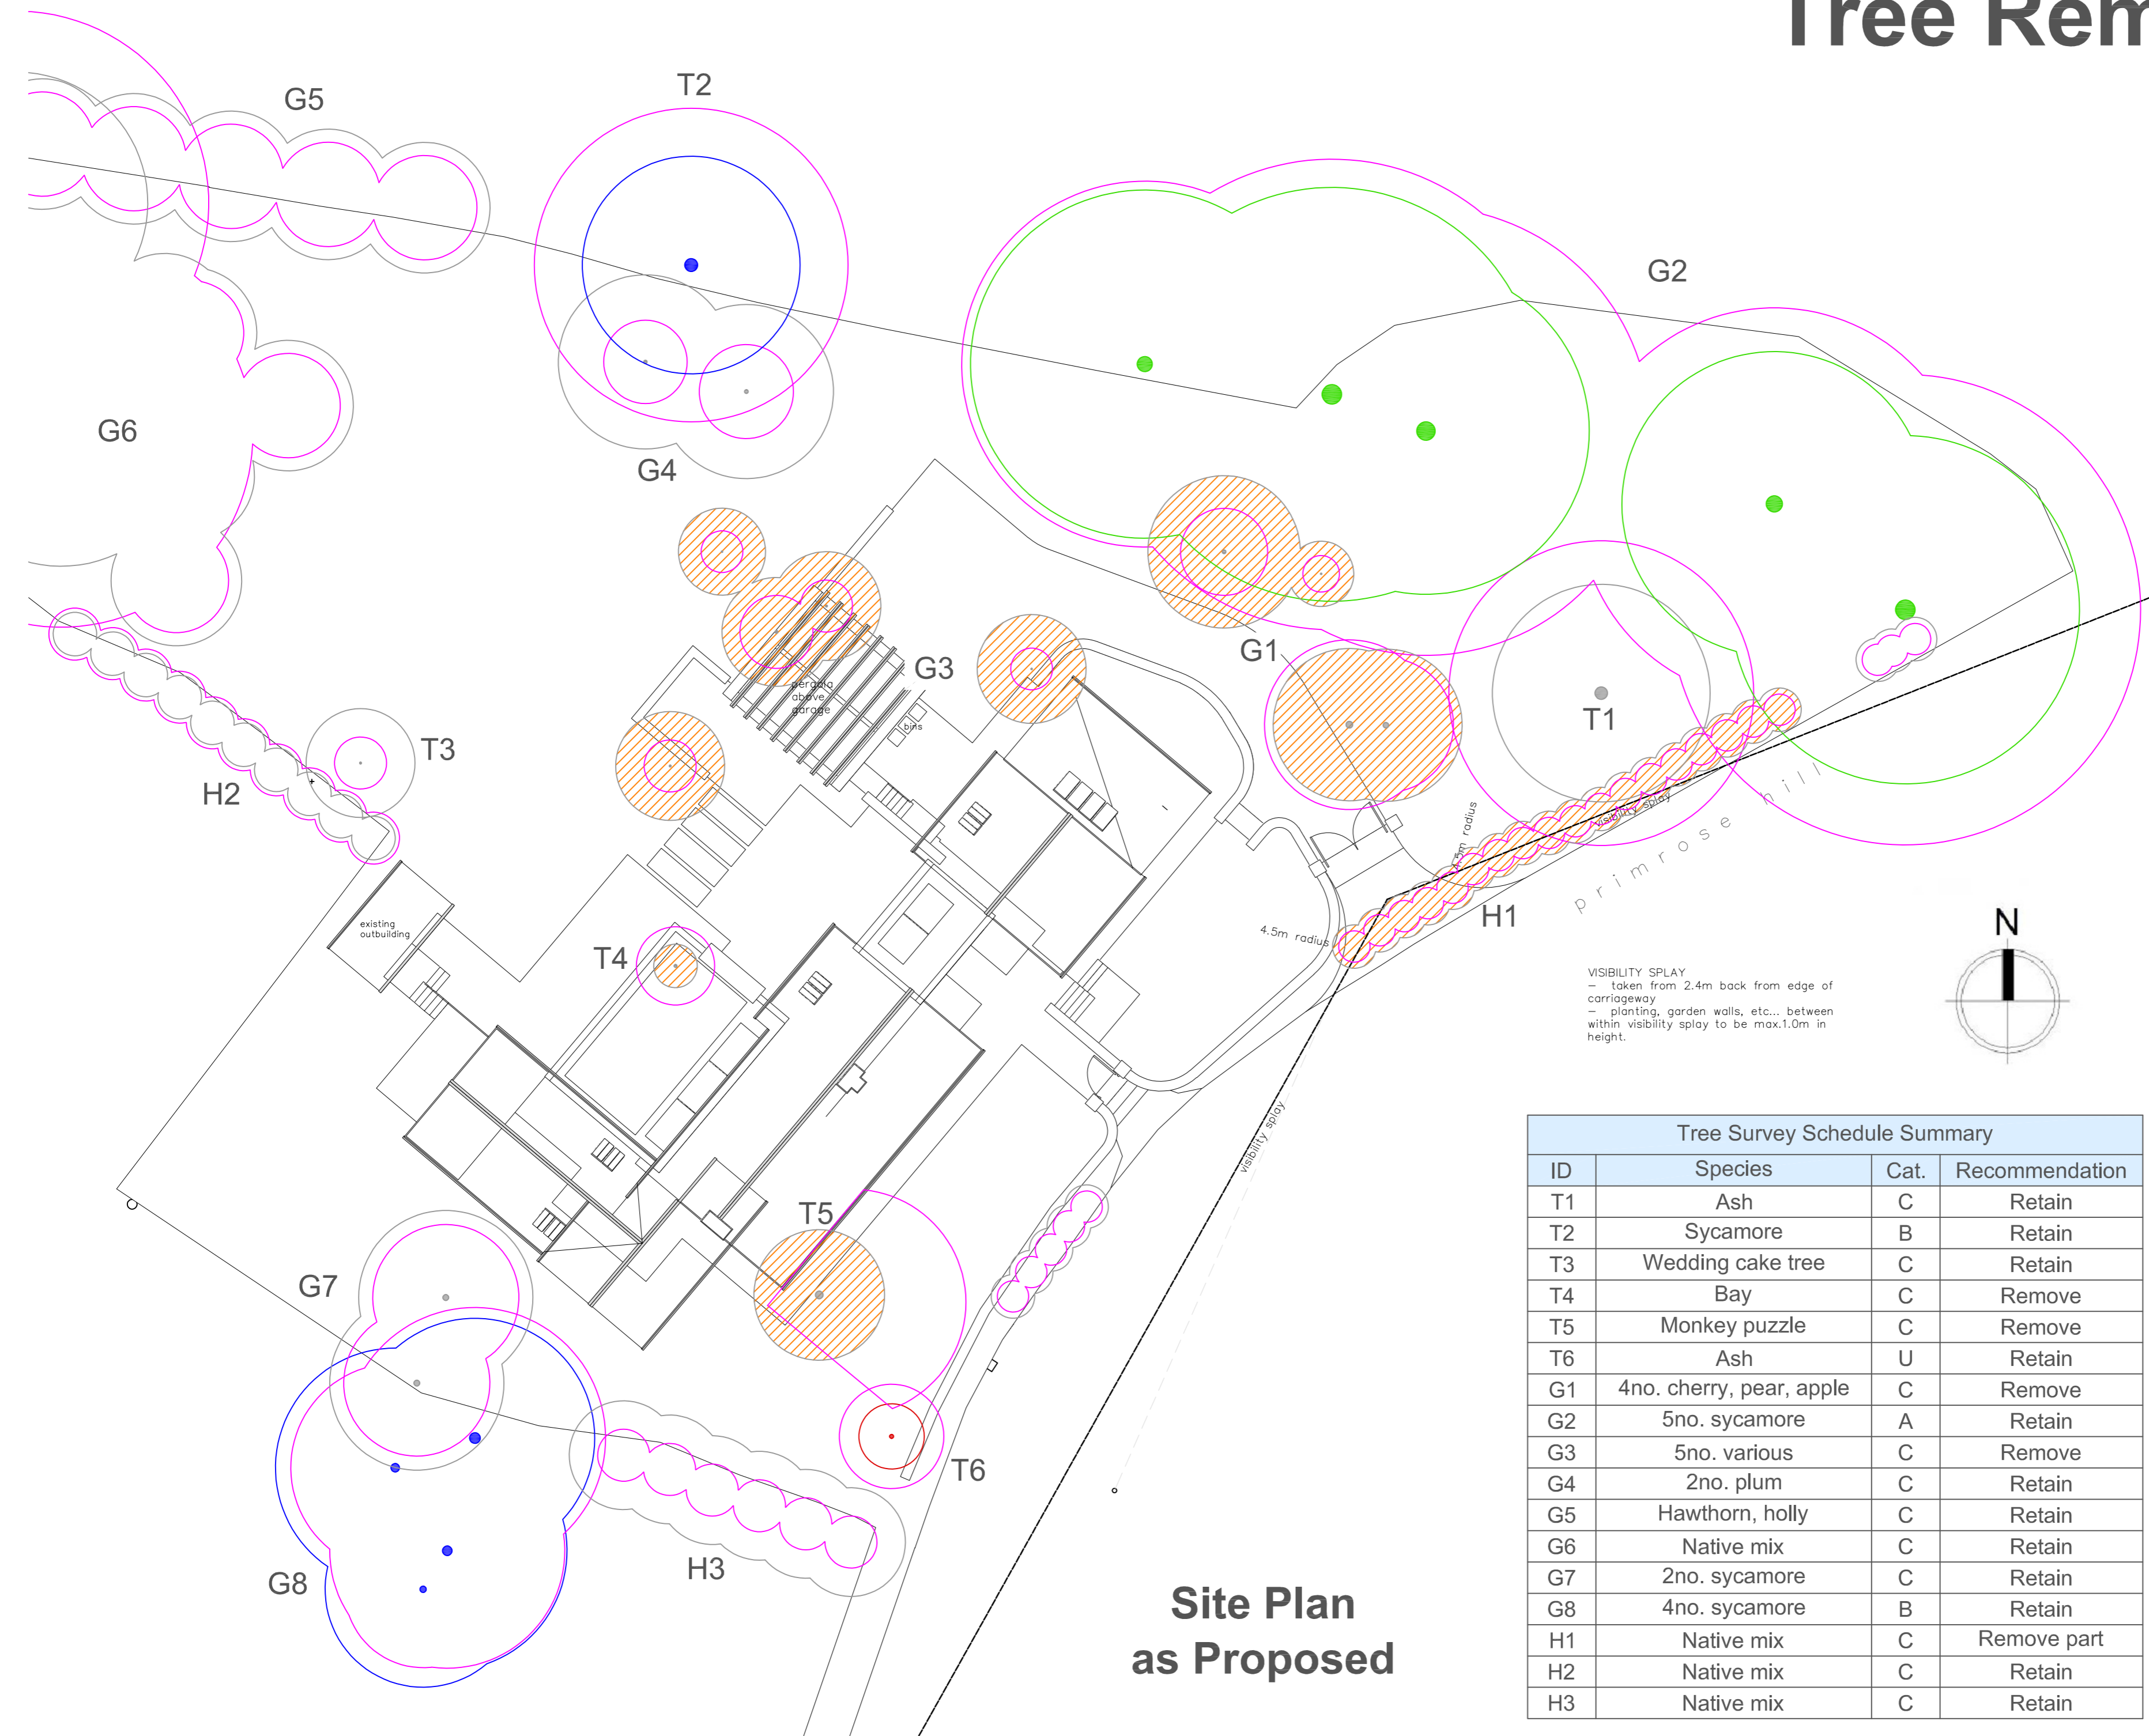 Tree Rem
G5
T2
G2
G6
G4
G1
G3
pergola
above
garage
bins
T1
T3
H2
visibility splay
4.5m radius
primrose hill
H1
4.5m radius
existing
outbuilding
T4
N
VISIBILITY SPLAY
– taken from 2.4m back from edge of
carriageway
– planting, garden walls, etc... between
within visibility splay to be max.1.0m in
height.
visibility splay
T5
G7
T6
H3
G8
Site Plan
as Proposed
Tree Survey Schedule Summary
ID Species Cat. Recommendation
T1 Ash C Retain
T2 Sycamore B Retain
T3 Wedding cake tree C Retain
T4 Bay C Remove
T5 Monkey puzzle C Remove
T6 Ash U Retain
G1 4no. cherry, pear, apple C Remove
G2 5no. sycamore A Retain
G3 5no. various C Remove
G4 2no. plum C Retain
G5 Hawthorn, holly C Retain
G6 Native mix C Retain
G7 2no. sycamore C Retain
G8 4no. sycamore B Retain
H1 Native mix C Remove part
H2 Native mix C Retain
H3 Native mix C Retain